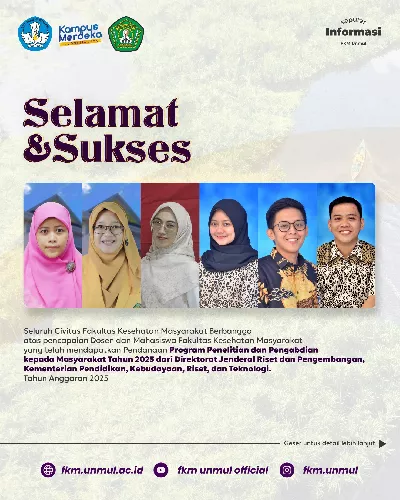 Kampus
Merdeka
Informasi
FKM Unmul
Selamat
&Sukses
Seluruh Civitas Fakultas Kesehatan Masyarakat Berbangga
atas pencapaian Dosen dan Mahasiswa Fakultas Kesehatan Masyarakat
yang telah mendapatkan Pendanaan Program Penelitian dan Pengabdian
kepada Masyarakat Tahun 2025 dari Direktorat Jenderal Riset dan Pengembangan,
Kementerian Pendidikan, Kebudayaan, Riset, dan Teknologi.
Tahun Anggaran 2025
Geser untuk detail lebih lanjut
fkm.unmul.ac.id
fkm unmul official
fkm.unmul